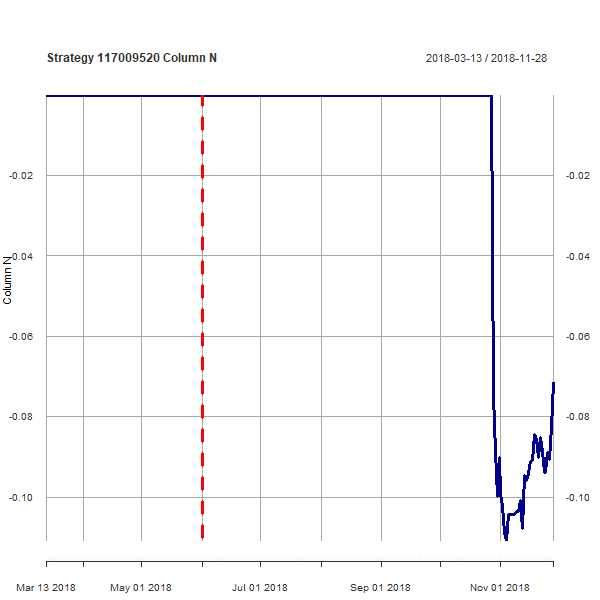 Strategy 117009520 Column N
2018-03-13 / 2018-11-28
-0.02
-0.02
-0.04
-0.04
Column N
-0.06
-0.06
-0.08
-0.08
-0.10
-0.10
Mar 13 2018
May 01 2018
Jul 01 2018
Sep 01 2018
Nov 01 2018